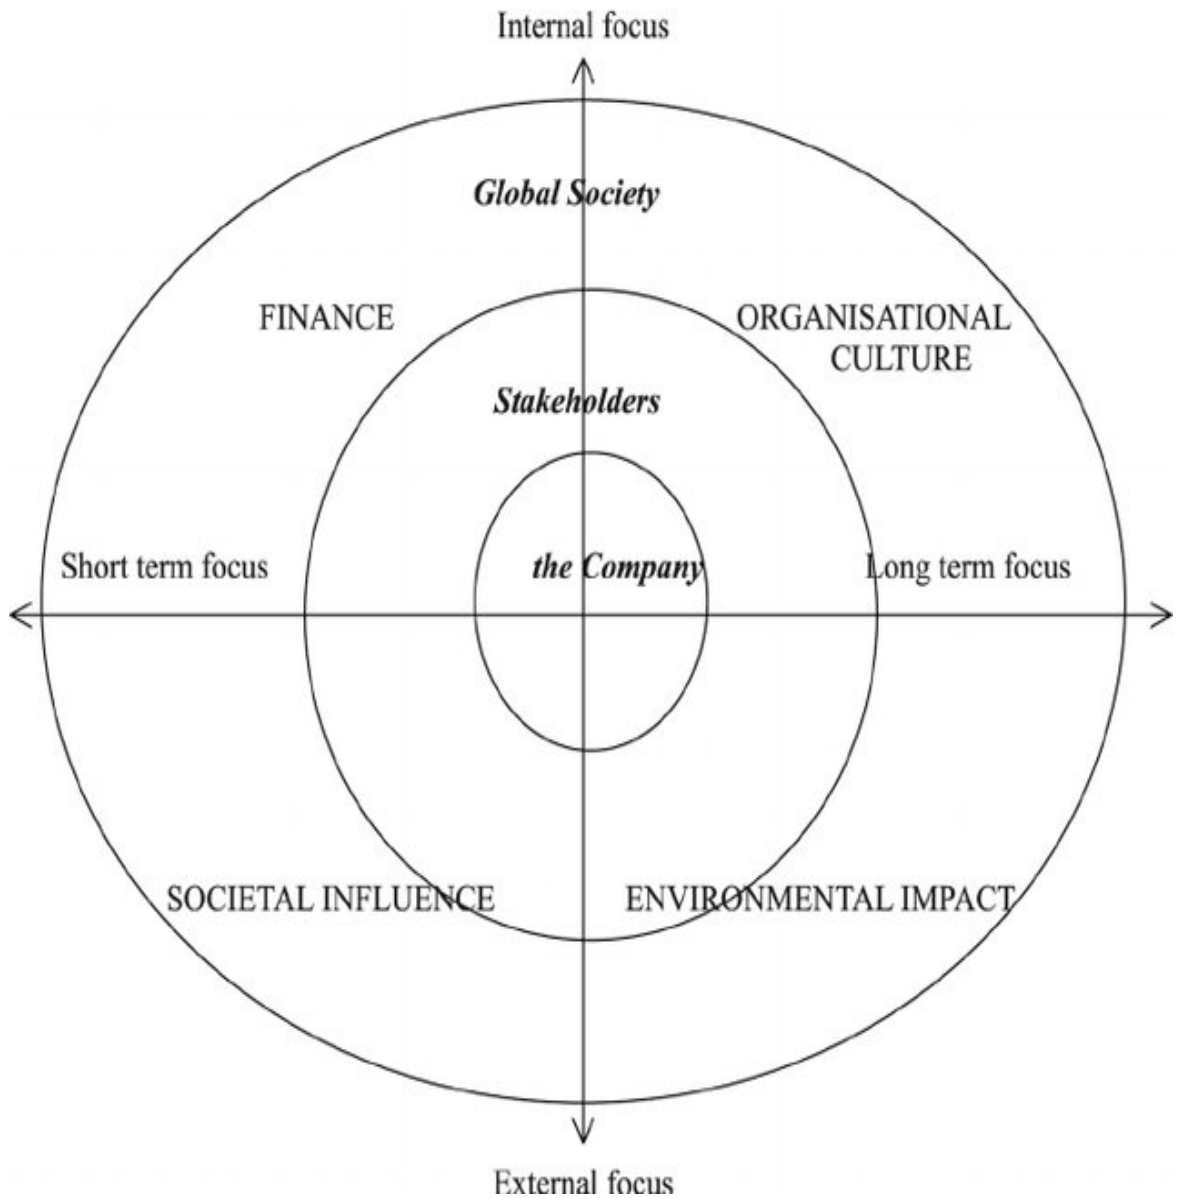 Internal focus
Global Society
FINANCE
ORGANISATIONAL
CULTURE
Stakeholders
Short term focus
the Company
Long term focus
SOCIETAL INFLUENCE
ENVIRONMENTAL IMPACT
External focus